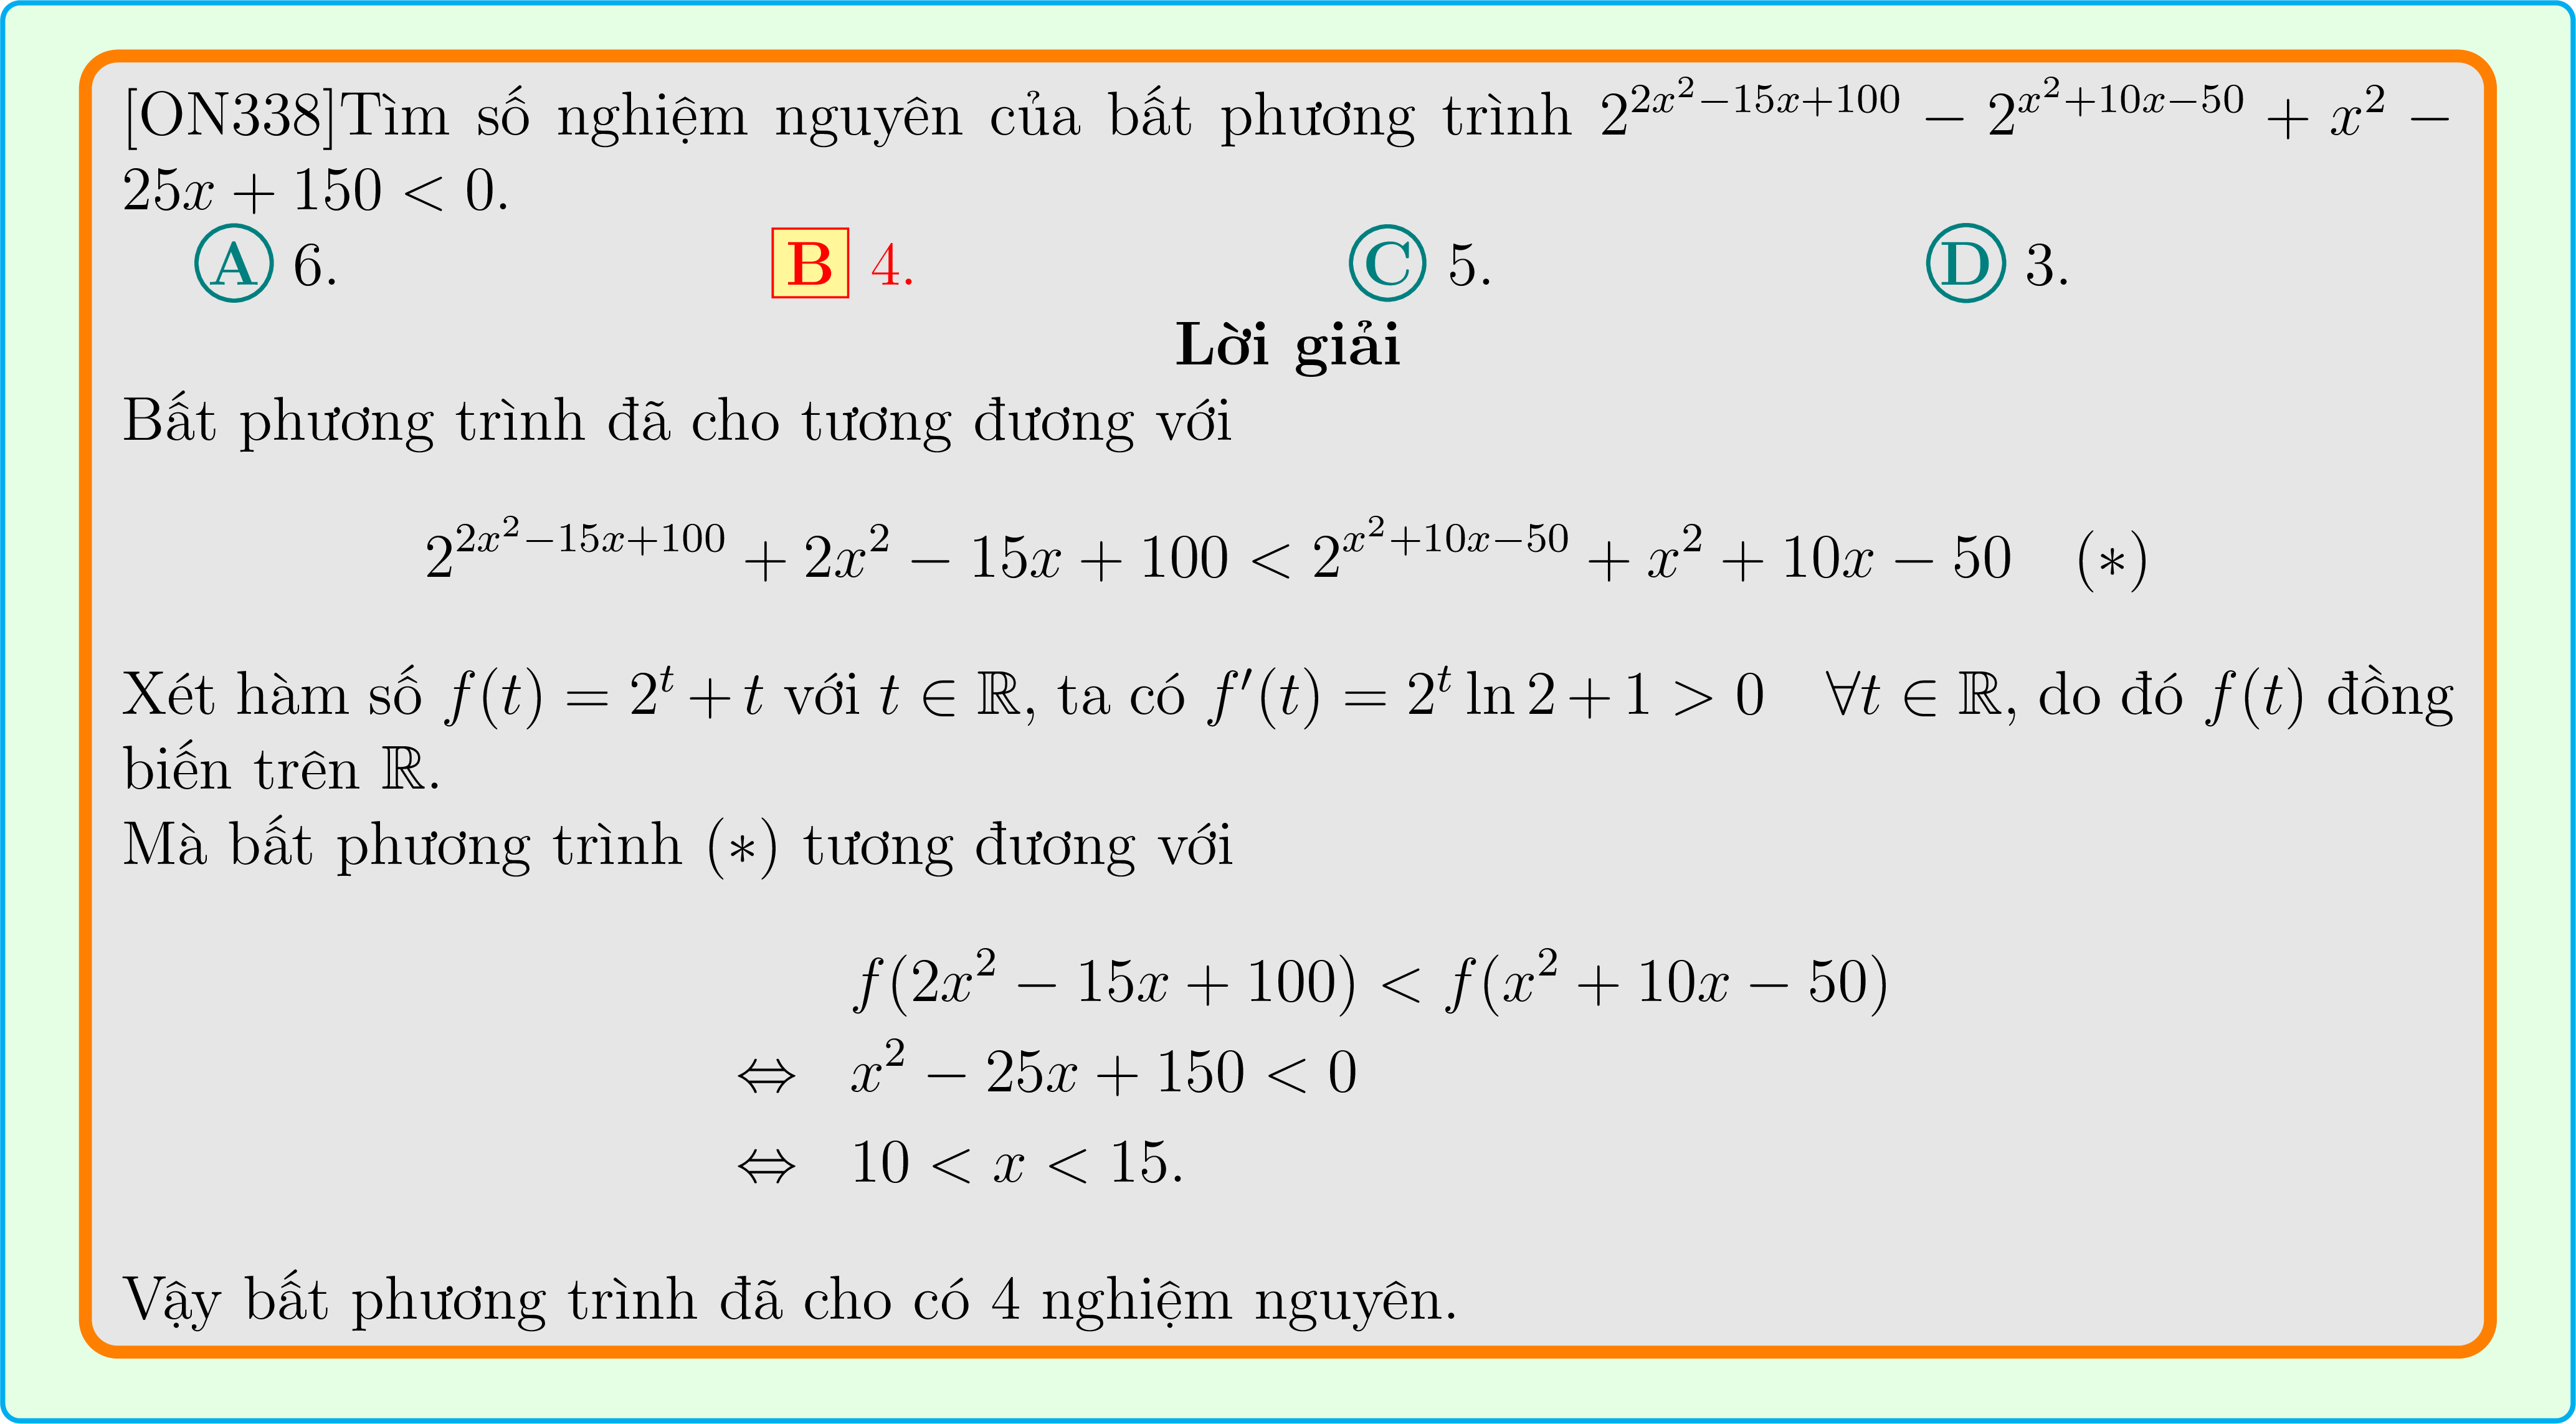 [ON338]Tìm số nghiệm nguyên của bất phương trình $2^{2x^2-15x+100} - 2^{x^2+10x-50} + x^2 -$
$25x + 150 < 0.$
A 6. B 4. C 5. D 3.
Lời giải
Bất phương trình đã cho tương đương với
$2^{2x^2-15x+100} + 2x^2 - 15x + 100 < 2^{x^2+10x-50} + x^2 + 10x - 50 \quad (*)$
Xét hàm số $f(t) = 2^t + t$ với $t \in \mathbb{R}$, ta có $f'(t) = 2^t \ln 2 + 1 > 0 \quad \forall t \in \mathbb{R}$, do đó $f(t)$ đồng
biến trên $\mathbb{R}$.
Mà bất phương trình $(*)$ tương đương với
$f(2x^2 - 15x + 100) < f(x^2 + 10x - 50)$
$\Leftrightarrow x^2 - 25x + 150 < 0$
$\Leftrightarrow 10 < x < 15.$
Vậy bất phương trình đã cho có 4 nghiệm nguyên.